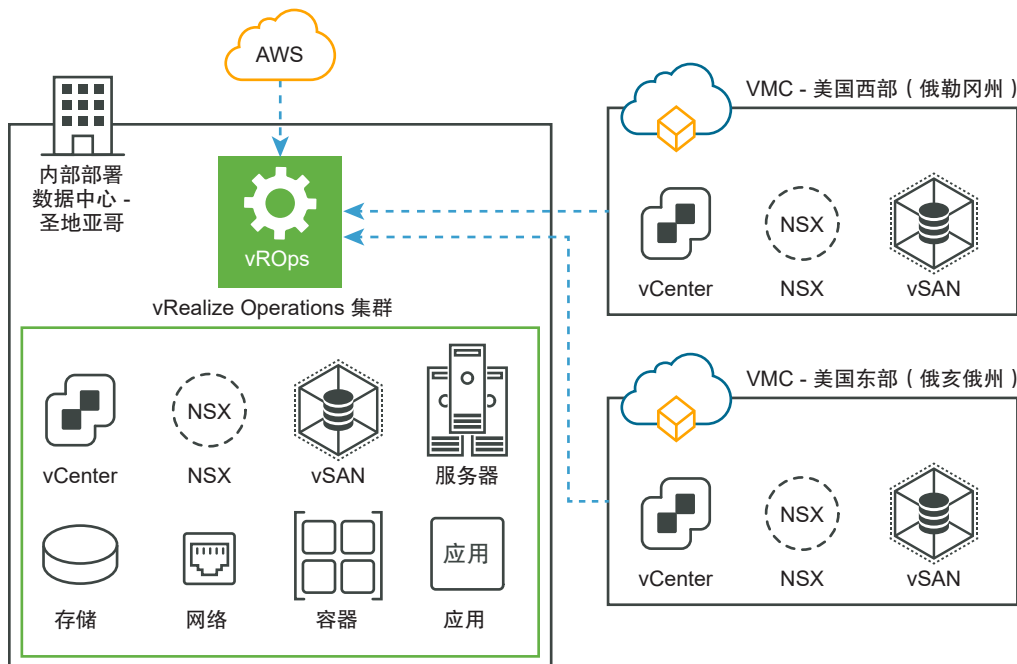 AWS
内部部署
数据中心 -
圣地亚哥
vROps
vRealize Operations 集群
vCenter
NSX
NSX
vSAN
服务器
存储
网络
容器
应用
应用
VMC - 美国西部（俄勒冈州）
vCenter
NSX
NSX
vSAN
VMC - 美国东部（俄亥俄州）
vCenter
NSX
NSX
vSAN